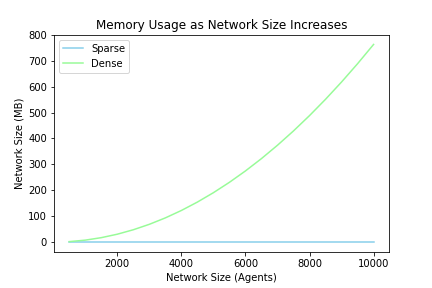 Memory Usage as Network Size Increases
Sparse
Dense
Network Size (MB)
800
700
600
500
400
300
200
100
0
2000 4000 6000 8000 10000
Network Size (Agents)